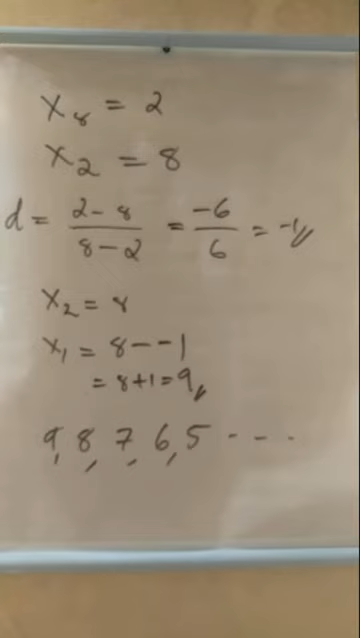 x₈ = 2
x₂ = 8
d = (2-8)/(8-2) = -6/6 = -1
x₂ = 8
x₁ = 8 - -1
= 8+1 = 9
9, 8, 7, 6, 5 - - -